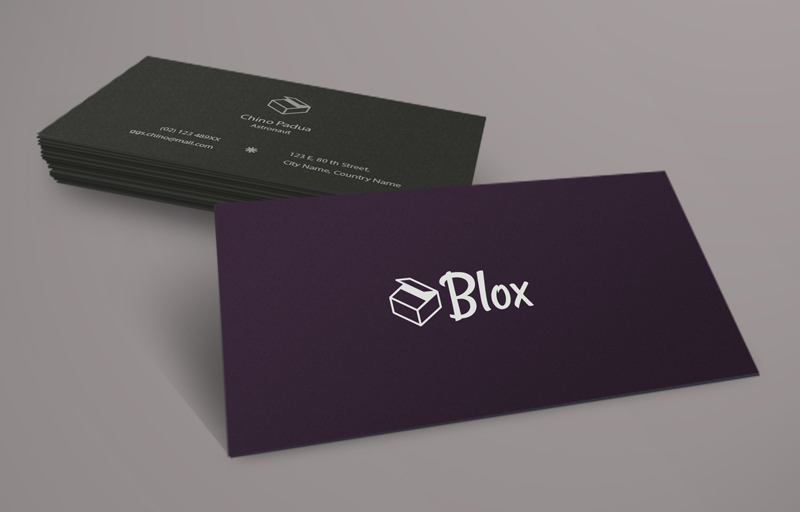 Chino Padua
Astronaut
(02) 123 489XX
ggs.chino@mail.com
123 E, 80 th Street,
City Name, Country Name
Blox